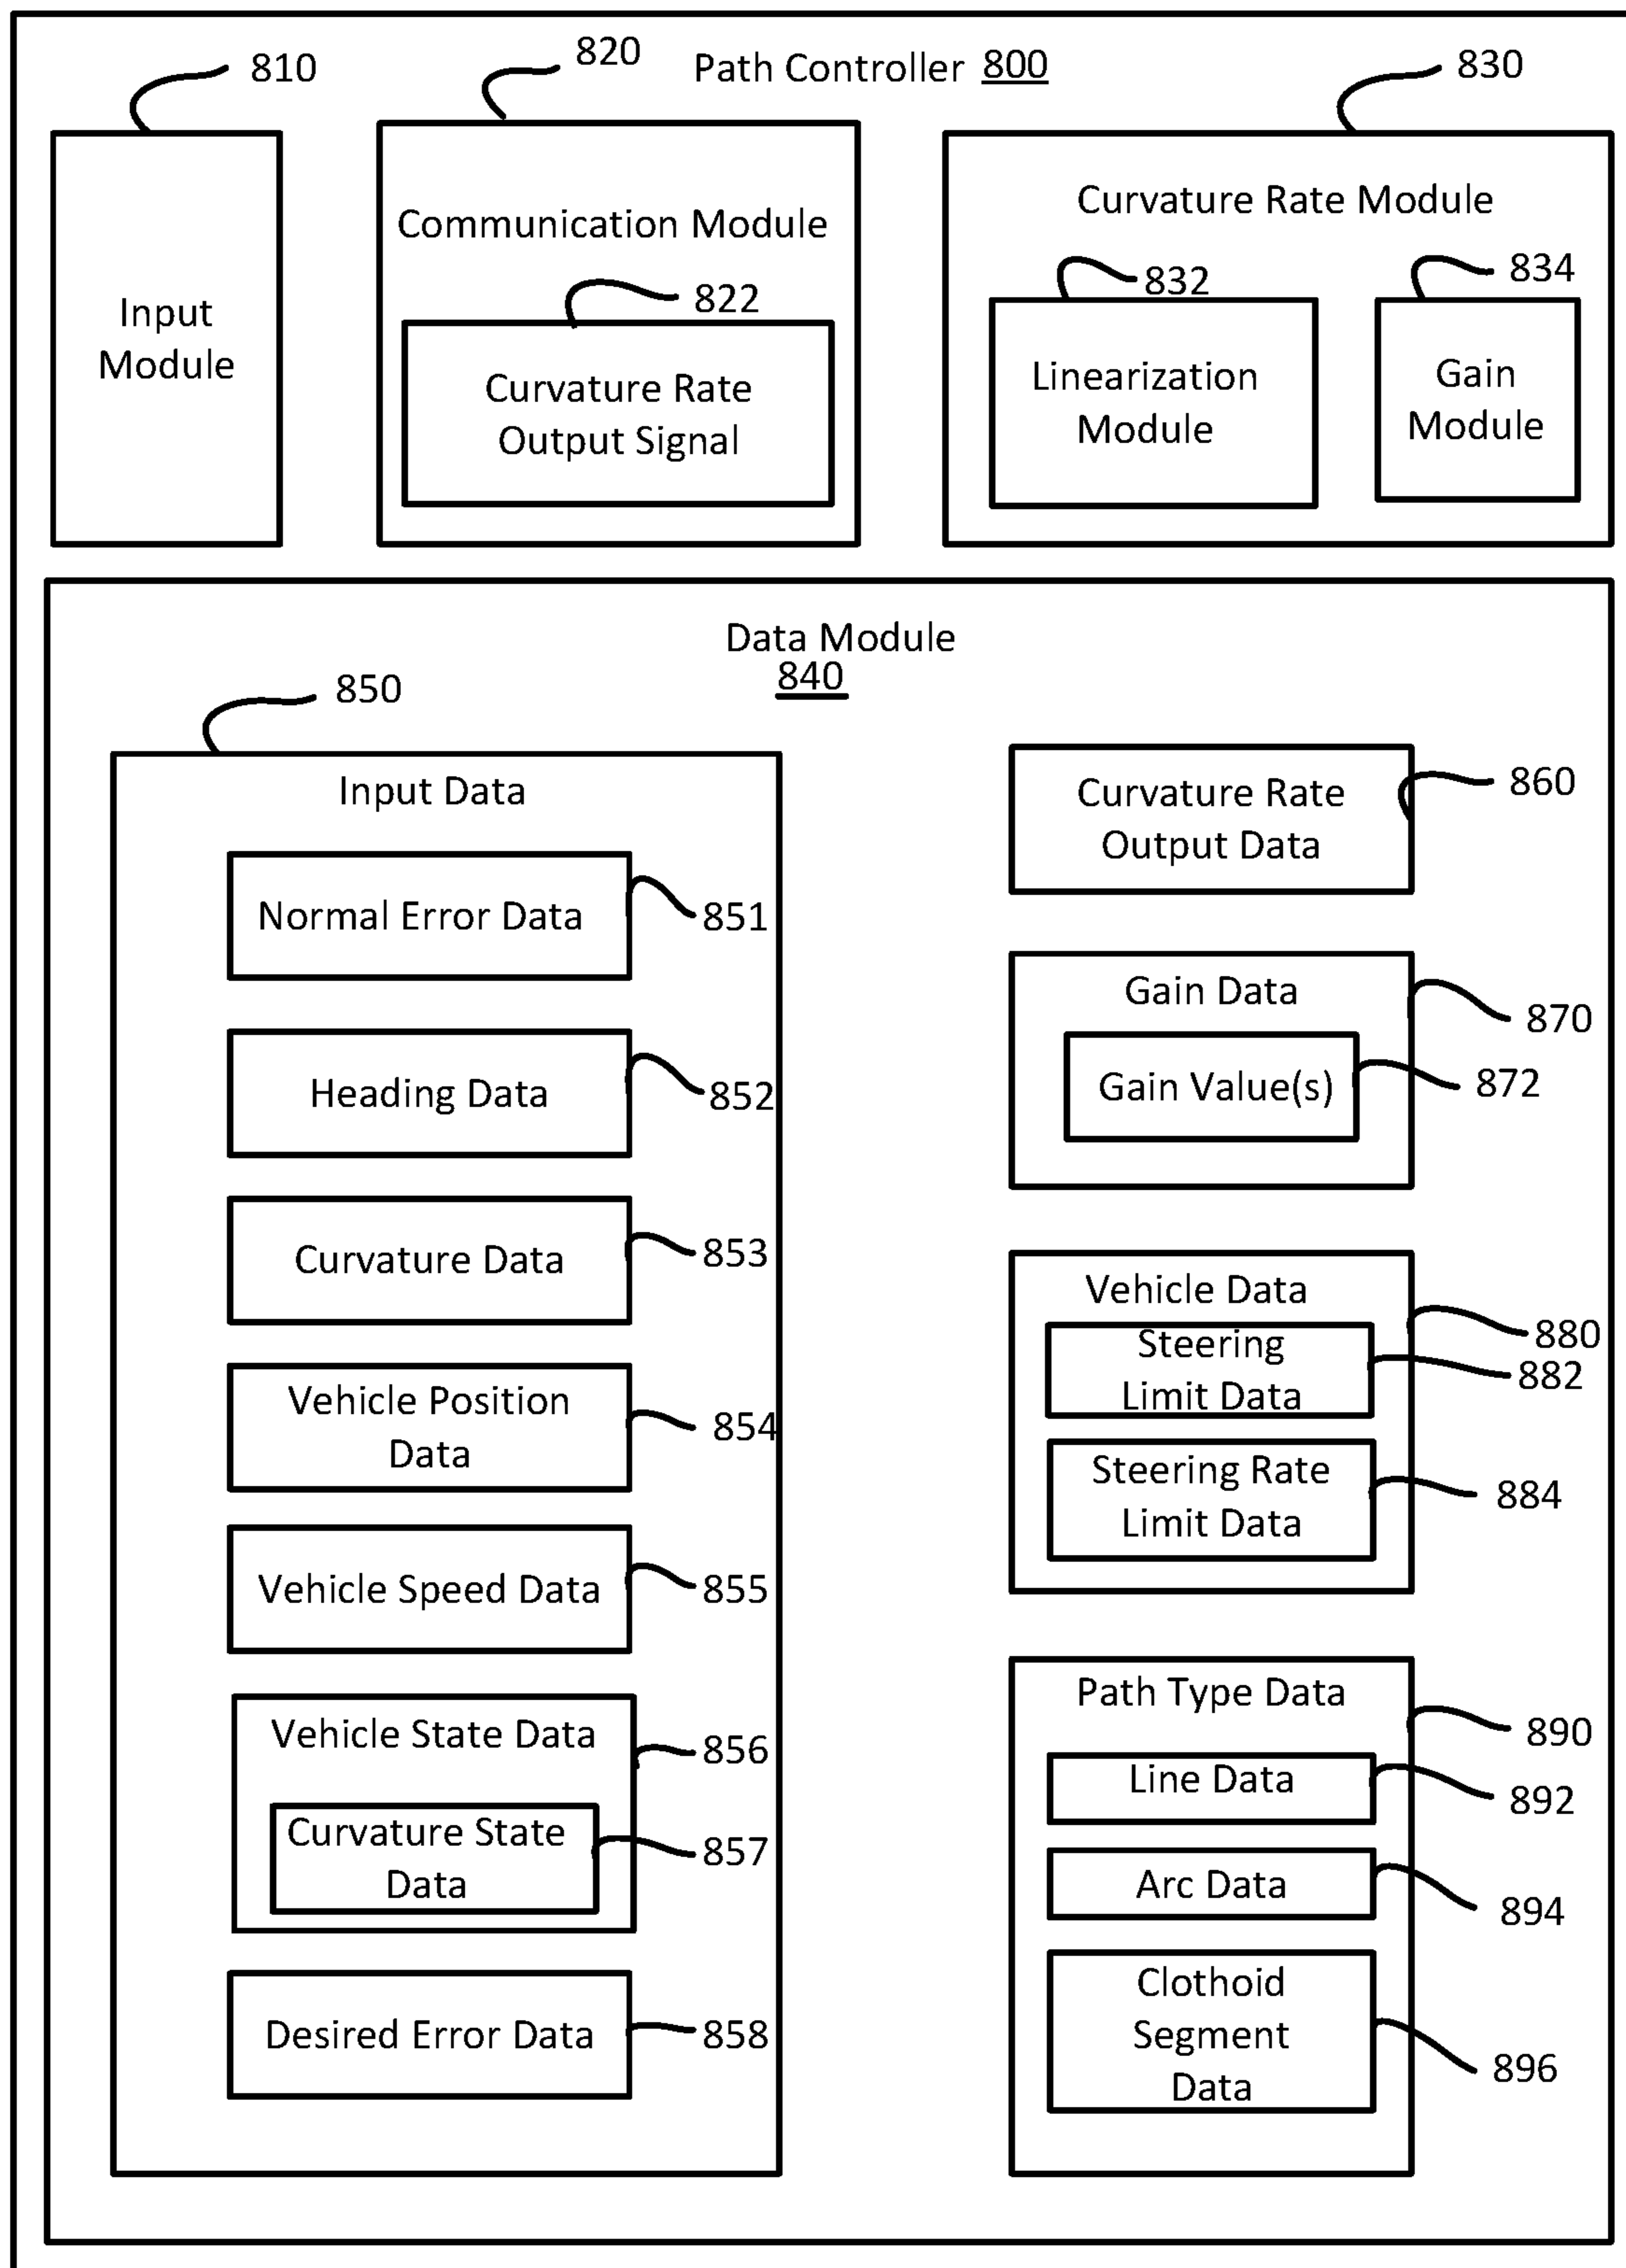 810
820
Path Controller 800
830
Input
Module
Communication Module
822
Curvature Rate
Output Signal
Curvature Rate Module
832
834
Linearization
Module
Gain
Module
Data Module
840
850
Input Data
Normal Error Data
851
Heading Data
852
Curvature Data
853
Vehicle Position
Data
854
Vehicle Speed Data
855
Vehicle State Data
856
Curvature State
Data
857
Desired Error Data
858
Curvature Rate
Output Data
860
Gain Data
870
Gain Value(s)
872
Vehicle Data
880
Steering
Limit Data
882
Steering Rate
Limit Data
884
Path Type Data
890
Line Data
892
Arc Data
894
Clothoid
Segment
Data
896